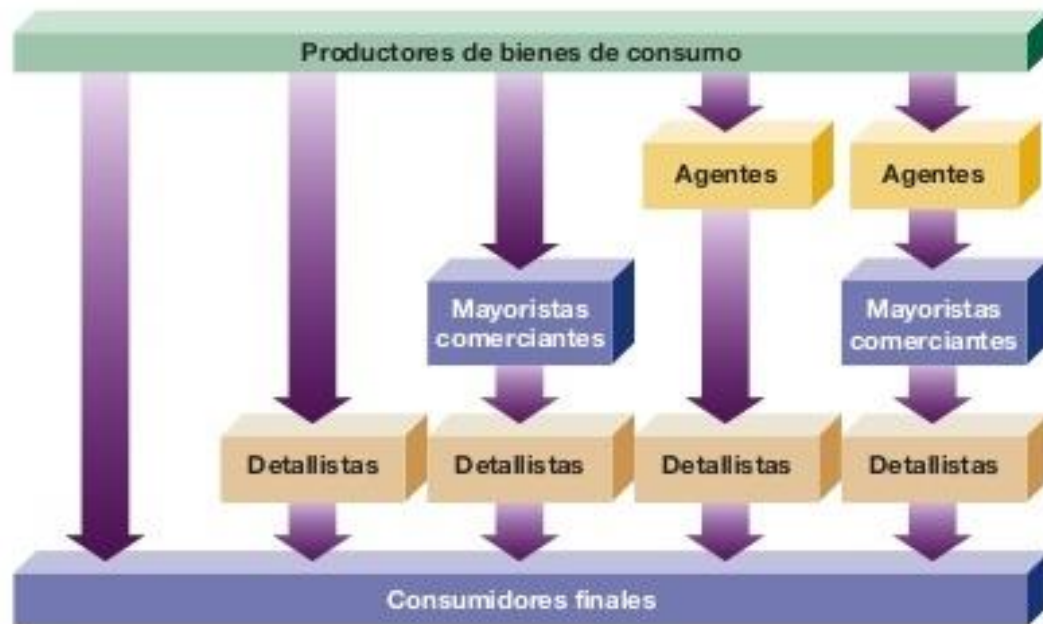 Productores de bienes de consumo
Agentes
Agentes
Mayoristas
comerciantes
Mayoristas
comerciantes
Detallistas
Detallistas
Detallistas
Detallistas
Consumidores finales